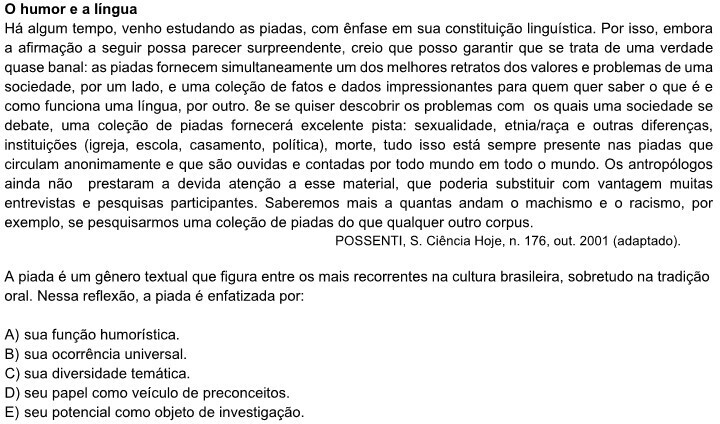 O humor e a língua
Há algum tempo, venho estudando as piadas, com ênfase em sua constituição linguística. Por isso, embora
a afirmação a seguir possa parecer surpreendente, creio que posso garantir que se trata de uma verdade
quase banal: as piadas fornecem simultaneamente um dos melhores retratos dos valores e problemas de uma
sociedade, por um lado, e uma coleção de fatos e dados impressionantes para quem quer saber o que é e
como funciona uma língua, por outro. 8e se quiser descobrir os problemas com os quais uma sociedade se
debate, uma coleção de piadas fornecerá excelente pista: sexualidade, etnia/raça e outras diferenças,
instituições (igreja, escola, casamento, política), morte, tudo isso está sempre presente nas piadas que
circulam anonimamente e que são ouvidas e contadas por todo mundo em todo o mundo. Os antropólogos
ainda não prestaram a devida atenção a esse material, que poderia substituir com vantagem muitas
entrevistas e pesquisas participantes. Saberemos mais a quantas andam o machismo e o racismo, por
exemplo, se pesquisarmos uma coleção de piadas do que qualquer outro corpus.
POSSENTI, S. Ciência Hoje, n. 176, out. 2001 (adaptado).
A piada é um gênero textual que figura entre os mais recorrentes na cultura brasileira, sobretudo na tradição
oral. Nessa reflexão, a piada é enfatizada por:
A) sua função humorística.
B) sua ocorrência universal.
C) sua diversidade temática.
D) seu papel como veículo de preconceitos.
E) seu potencial como objeto de investigação.